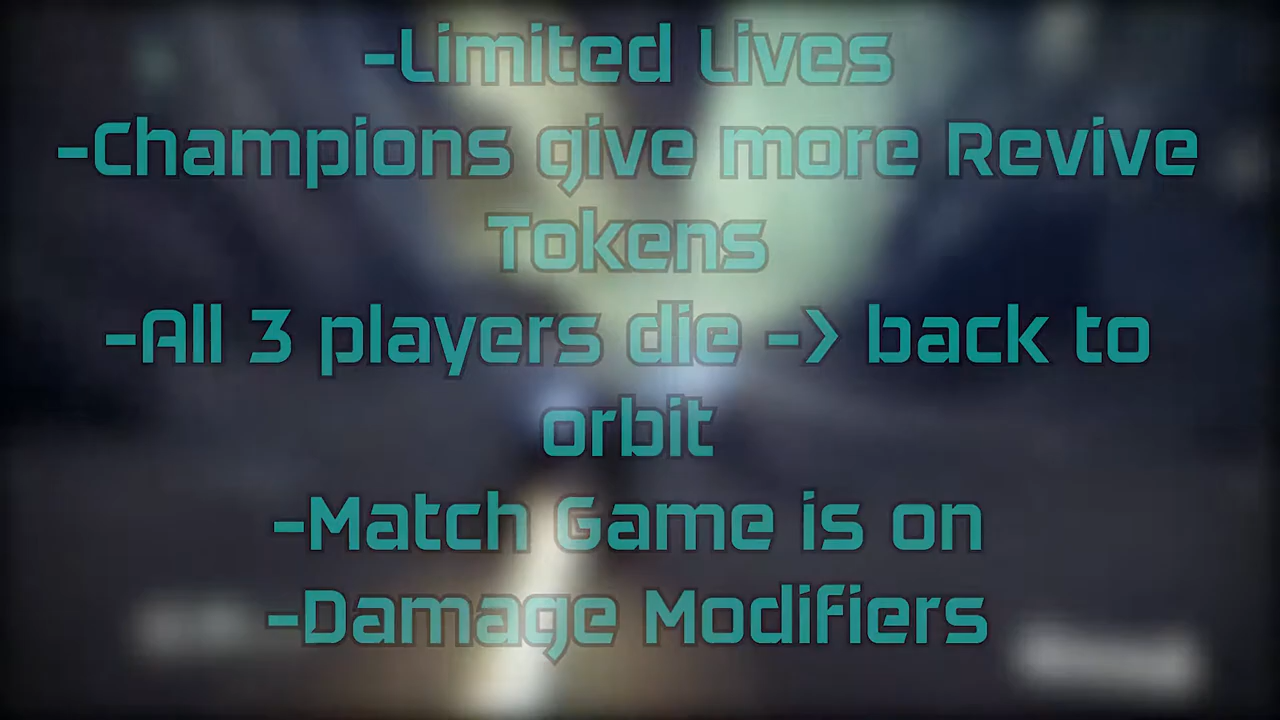 -Limited Lives
-Champions give more Revive
Tokens
-All 3 players die -> back to
orbit
-Match Game is on
-Damage Modifiers